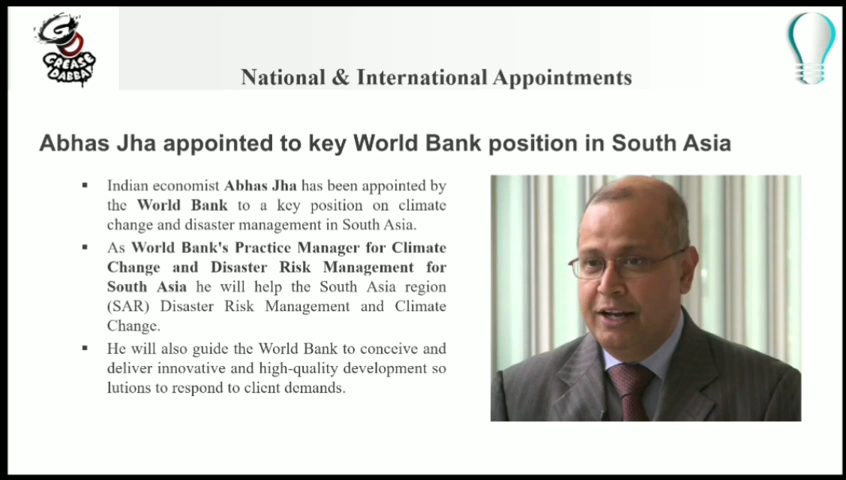 GREASE
DABBA
National & International Appointments
Abhas Jha appointed to key World Bank position in South Asia
▪ Indian economist Abhas Jha has been appointed by
the World Bank to a key position on climate
change and disaster management in South Asia.
▪ As World Bank's Practice Manager for Climate
Change and Disaster Risk Management for
South Asia he will help the South Asia region
(SAR) Disaster Risk Management and Climate
Change.
▪ He will also guide the World Bank to conceive and
deliver innovative and high-quality development so
lutions to respond to client demands.